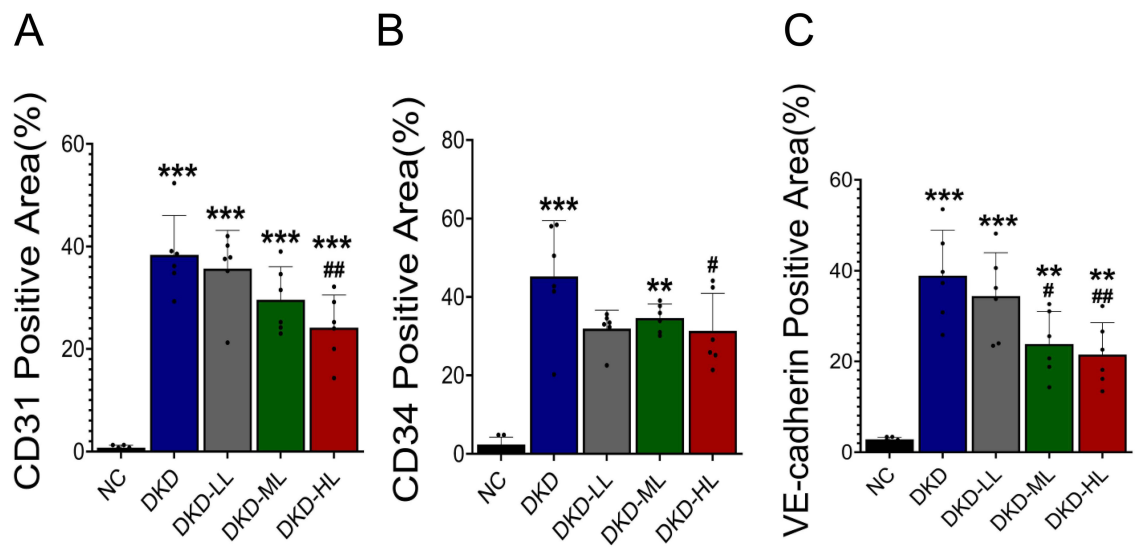 A
CD31 Positive Area(%)
60
40
20
0
***
***
***
***
##
NC
DKD
DKD-LL
DKD-ML
DKD-HL
B
CD34 Positive Area(%)
80
60
40
20
0
***
**
#
NC
DKD
DKD-LL
DKD-ML
DKD-HL
C
VE-cadherin Positive Area(%)
60
40
20
0
***
***
**
#
**
##
NC
DKD
DKD-LL
DKD-ML
DKD-HL